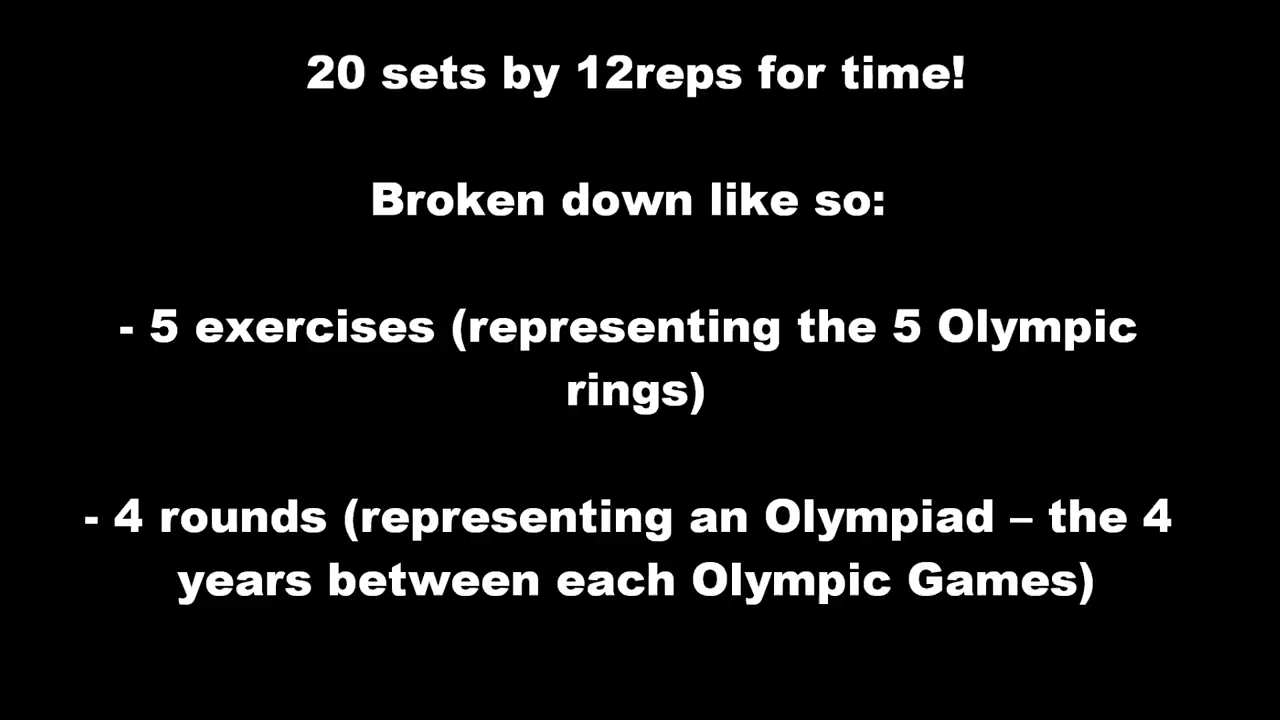 20 sets by 12reps for time!
Broken down like so:
- 5 exercises (representing the 5 Olympic
rings)
- 4 rounds (representing an Olympiad – the 4
years between each Olympic Games)